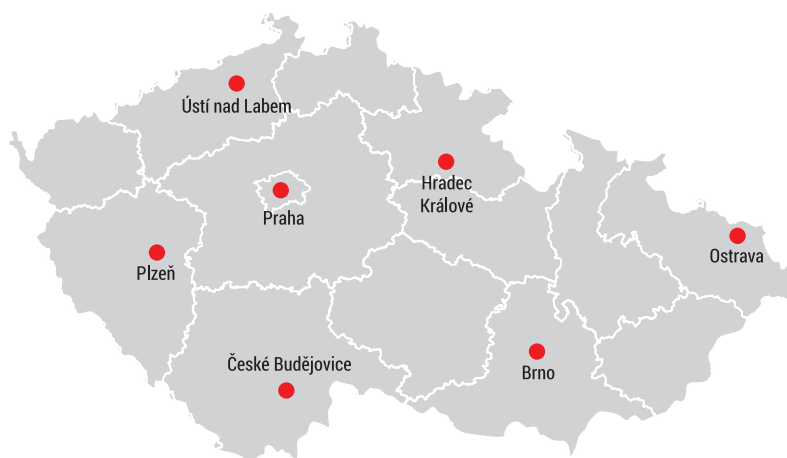 Ústí nad Labem
Hradec
Králové
Praha
Ostrava
Plzeň
České Budějovice
Brno